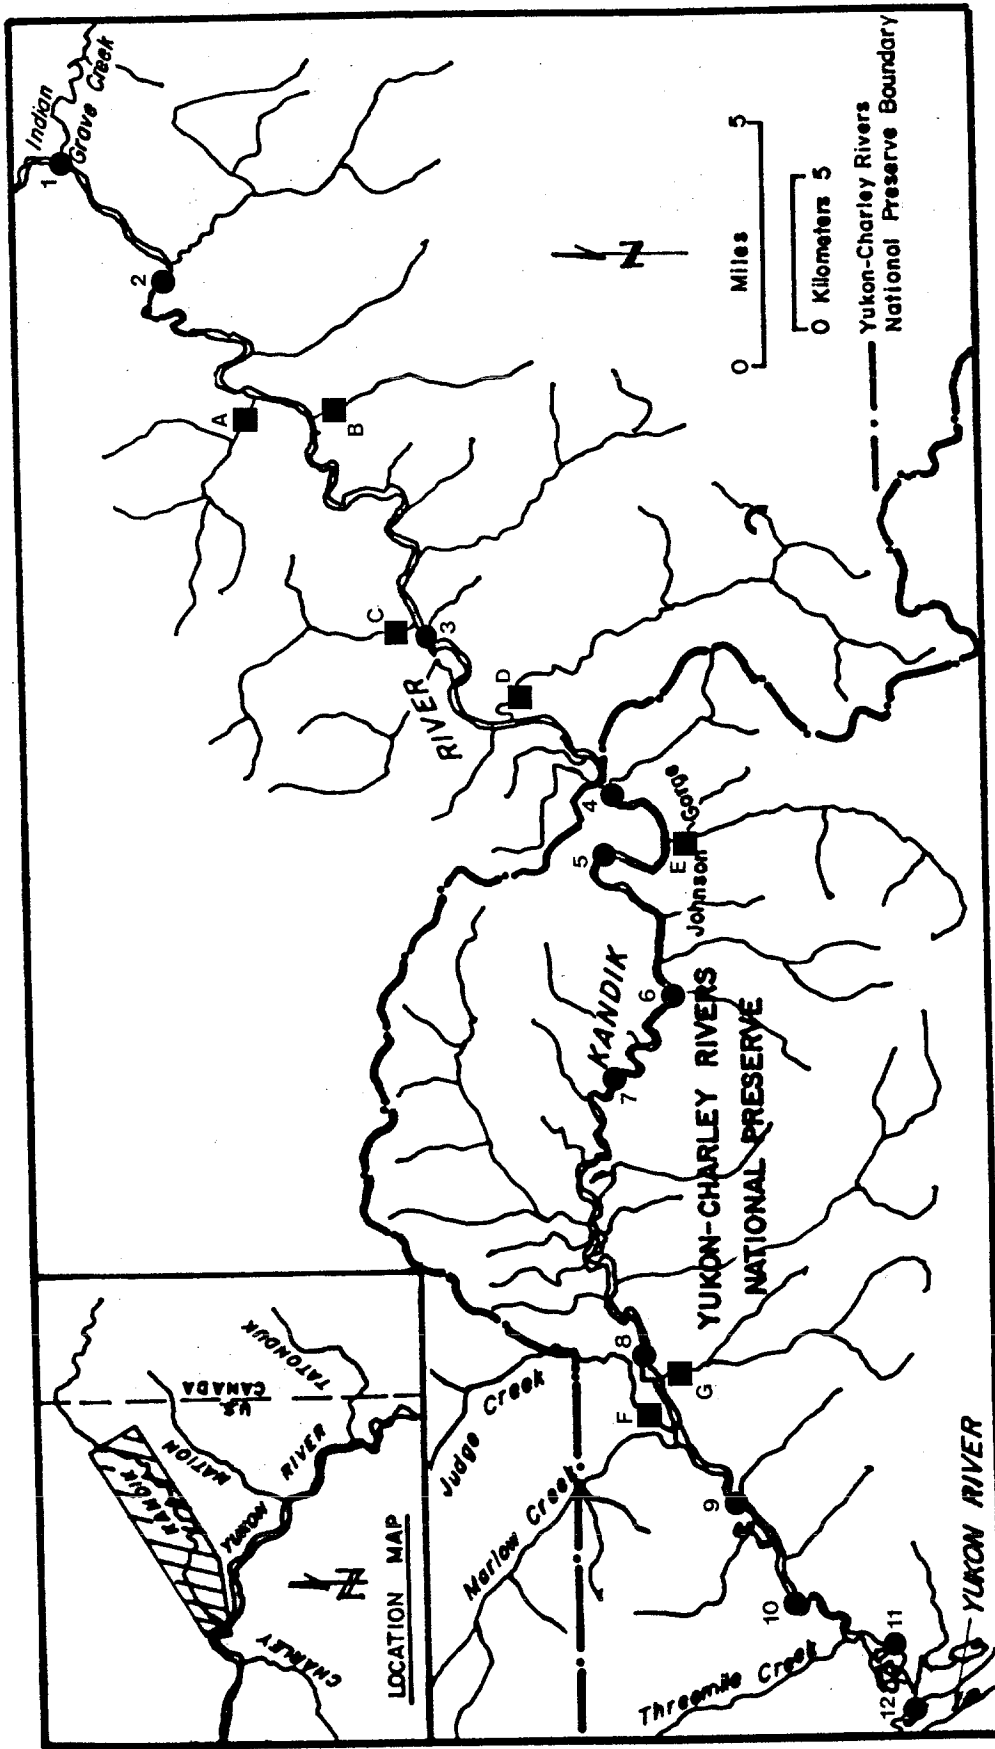 Indian
Grave Creek
1
2
A
B
C
3
RIVER
D
4
5
Johnson
Gorge
E
6
KANDIK
7
YUKON-CHARLEY RIVERS
NATIONAL PRESERVE
8
F
G
9
10
11
12
Judge Creek
Marlow Creek
Threemile Creek
YUKON RIVER
N
0 Miles 5
0 Kilometers 5
Yukon-Charley Rivers
National Preserve Boundary
U.S.
CANADA
TATONDUK
NATION
RIVER
KANDIK
YUKON
CHARLEY
N
LOCATION MAP